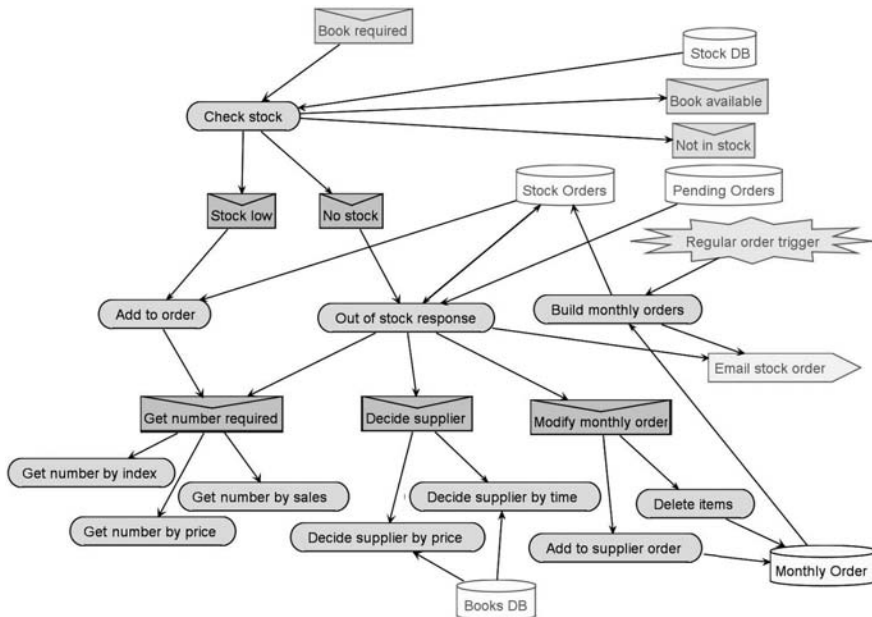 Book required
Stock DB
Check stock
Book available
Not in stock
Stock Orders
Pending Orders
Stock low
No stock
Regular order trigger
Add to order
Out of stock response
Build monthly orders
Email stock order
Get number required
Decide supplier
Modify monthly order
Get number by index
Get number by sales
Decide supplier by time
Delete items
Get number by price
Decide supplier by price
Add to supplier order
Monthly Order
Books DB